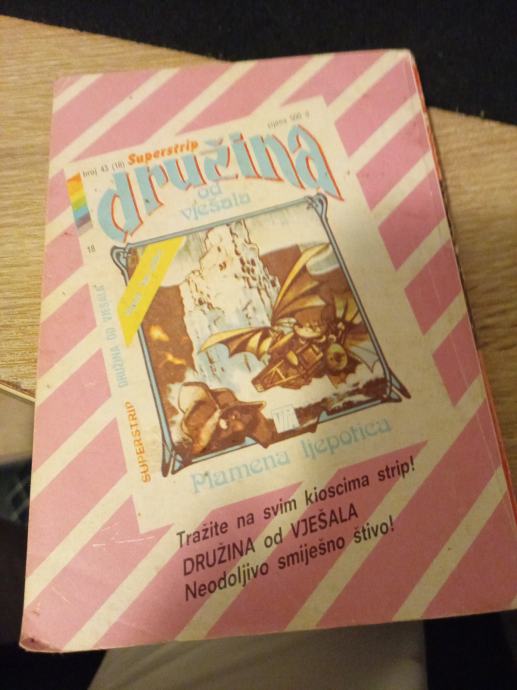 broj 43 (18)
Superstrip
cijena 500 d
družina
od
vješala
18
SUPERSTRIP DRUŽINA OD VJEŠALA
Plamena ljepotica
Tražite na svim kioscima strip!
DRUŽINA od VJEŠALA
Neodoljivo smiješno štivo!